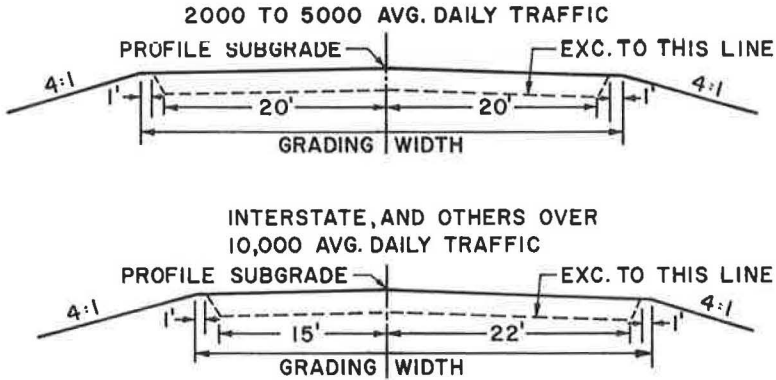 2000 TO 5000 AVG. DAILY TRAFFIC
PROFILE SUBGRADE
EXC. TO THIS LINE
4:1
4:1
1'
20'
20'
1'
GRADING WIDTH
INTERSTATE, AND OTHERS OVER
10,000 AVG. DAILY TRAFFIC
PROFILE SUBGRADE
EXC. TO THIS LINE
4:1
4:1
1'
15'
22'
1'
GRADING WIDTH